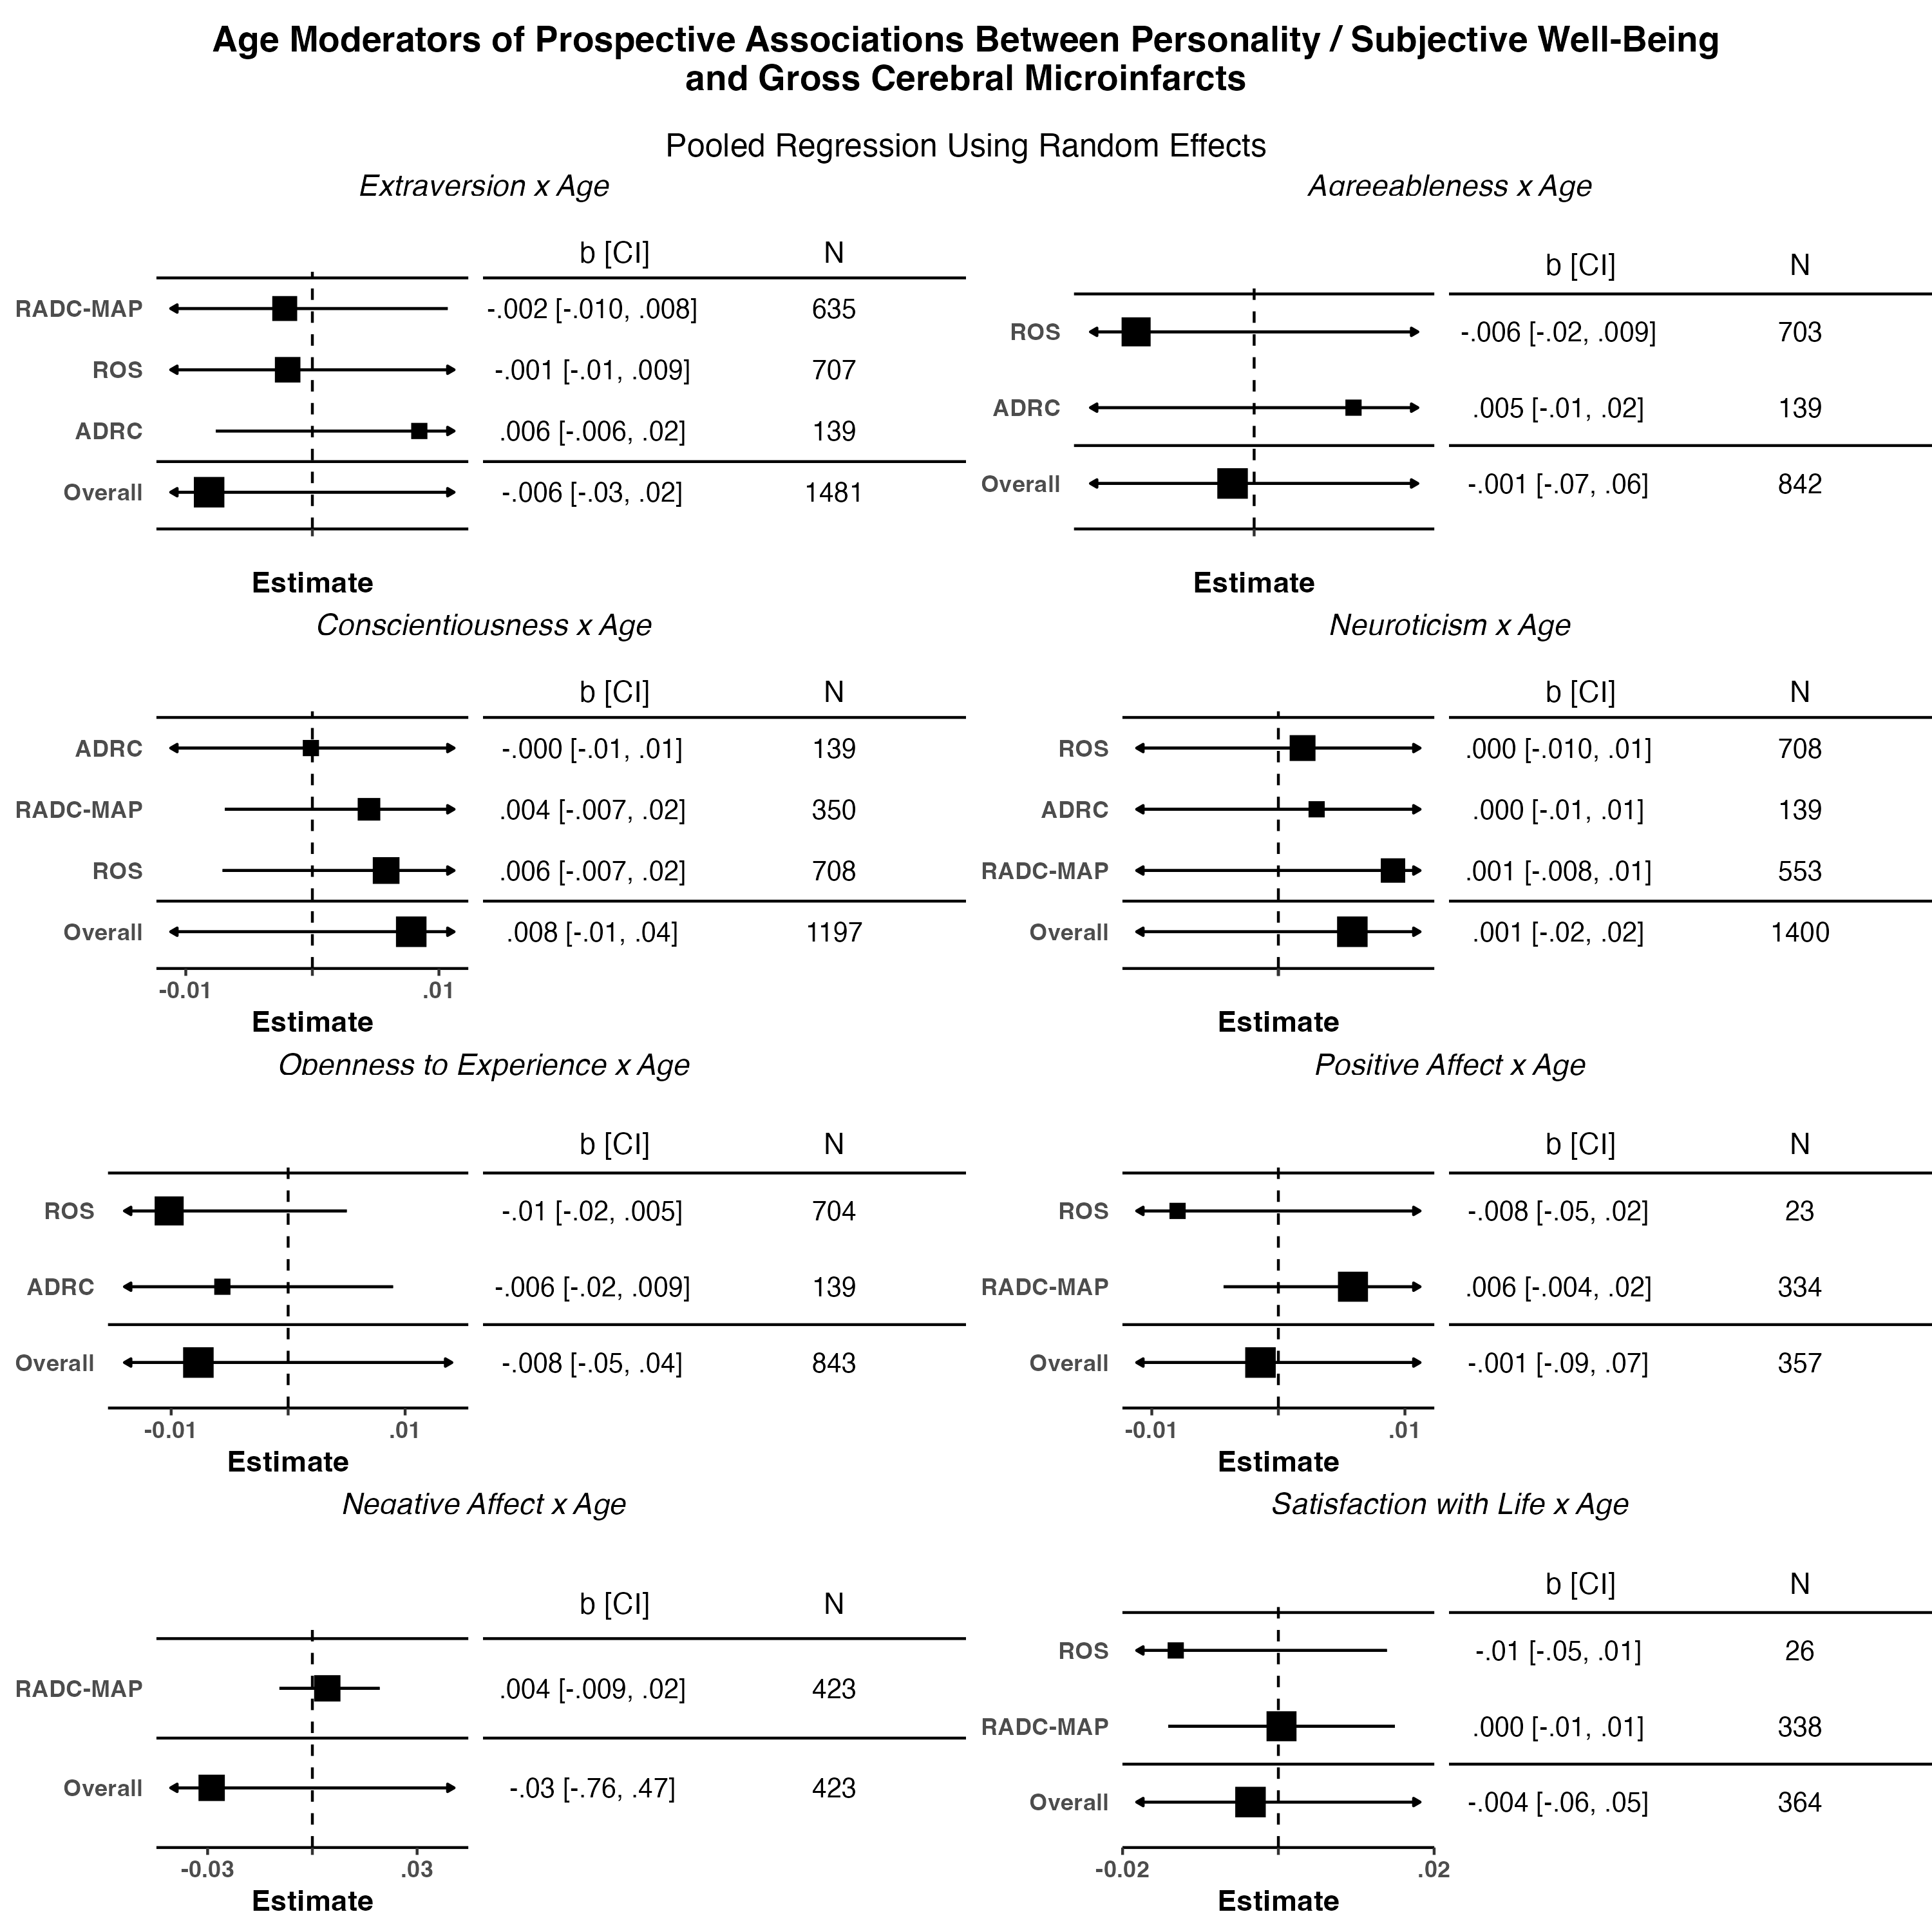 Age Moderators of Prospective Associations Between Personality / Subjective Well-Being
and Gross Cerebral Microinfarcts
Pooled Regression Using Random Effects
Extraversion x Age
b [CI] N
RADC-MAP -.002 [-.010, .008] 635
ROS -.001 [-.01, .009] 707
ADRC .006 [-.006, .02] 139
Overall -.006 [-.03, .02] 1481
Estimate
Agreeableness x Age
b [CI] N
ROS -.006 [-.02, .009] 703
ADRC .005 [-.01, .02] 139
Overall -.001 [-.07, .06] 842
Estimate
Conscientiousness x Age
b [CI] N
ADRC -.000 [-.01, .01] 139
RADC-MAP .004 [-.007, .02] 350
ROS .006 [-.007, .02] 708
Overall .008 [-.01, .04] 1197
-0.01 .01
Estimate
Neuroticism x Age
b [CI] N
ROS .000 [-.010, .01] 708
ADRC .000 [-.01, .01] 139
RADC-MAP .001 [-.008, .01] 553
Overall .001 [-.02, .02] 1400
Estimate
Openness to Experience x Age
b [CI] N
ROS -.01 [-.02, .005] 704
ADRC -.006 [-.02, .009] 139
Overall -.008 [-.05, .04] 843
-0.01 .01
Estimate
Positive Affect x Age
b [CI] N
ROS -.008 [-.05, .02] 23
RADC-MAP .006 [-.004, .02] 334
Overall -.001 [-.09, .07] 357
-0.01 .01
Estimate
Negative Affect x Age
b [CI] N
RADC-MAP .004 [-.009, .02] 423
Overall -.03 [-.76, .47] 423
-0.03 .03
Estimate
Satisfaction with Life x Age
b [CI] N
ROS -.01 [-.05, .01] 26
RADC-MAP .000 [-.01, .01] 338
Overall -.004 [-.06, .05] 364
-0.02 .02
Estimate